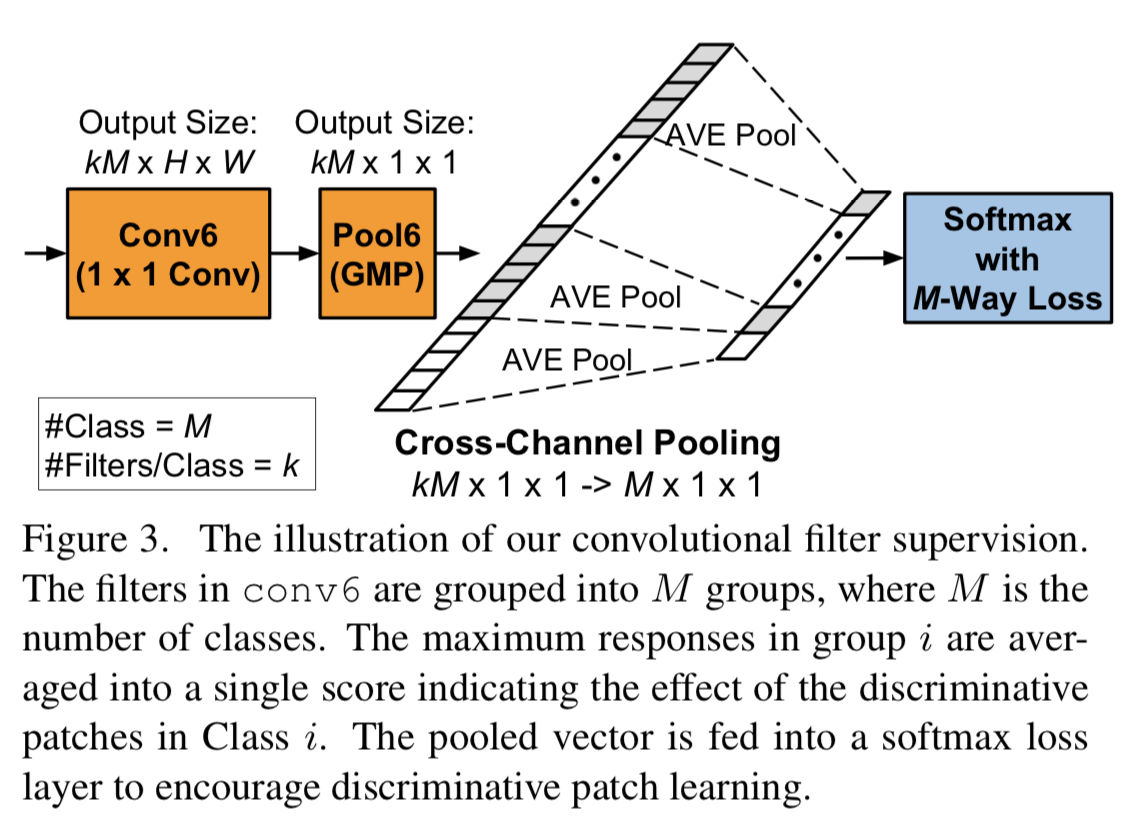 Output Size:
kM x H x W
Output Size:
kM x 1 x 1
Conv6
(1 x 1 Conv)
Pool6
(GMP)
AVE Pool
AVE Pool
AVE Pool
Softmax
with
M-Way Loss
#Class = M
#Filters/Class = k
Cross-Channel Pooling
kM x 1 x 1 -> M x 1 x 1
Figure 3. The illustration of our convolutional filter supervision.
The filters in conv6 are grouped into M groups, where M is the
number of classes. The maximum responses in group i are aver-
aged into a single score indicating the effect of the discriminative
patches in Class i. The pooled vector is fed into a softmax loss
layer to encourage discriminative patch learning.